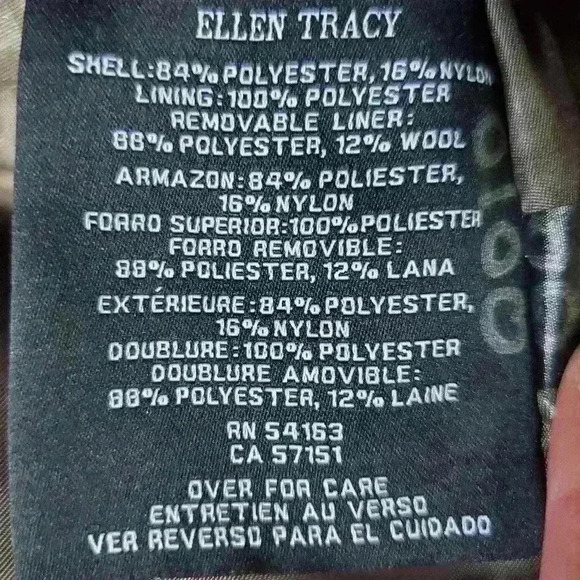 ELLEN TRACY
SHELL:84% POLYESTER, 16% NYLON
LINING:100% POLYESTER
REMOVABLE LINER:
88% POLYESTER, 12% WOOL
ARMAZON:84% POLIESTER,
16% NYLON
FORRO SUPERIOR:100% POLIESTER
FORRO REMOVIBLE:
88% POLIESTER, 12% LANA
EXTÉRIEURE:84% POLYESTER,
16% NYLON
DOUBLURE:100% POLYESTER
DOUBLURE AMOVIBLE:
88% POLYESTER, 12% LAINE
RN 54163
CA 57151
OVER FOR CARE
ENTRETIEN AU VERSO
VER REVERSO PARA EL CUIDADO